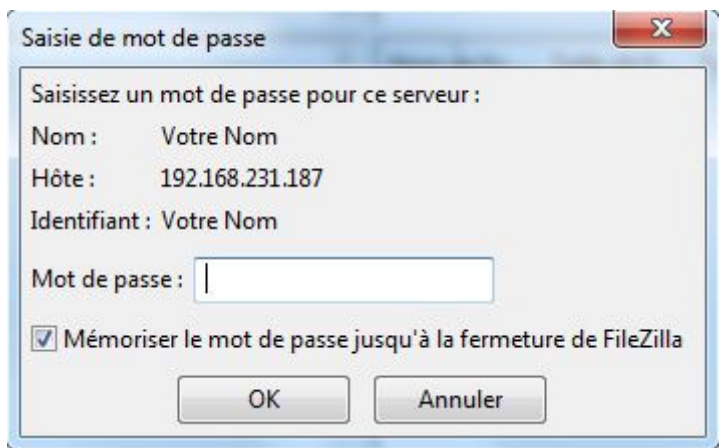 Saisie de mot de passe
Saisissez un mot de passe pour ce serveur :
Nom : Votre Nom
Hôte : 192.168.231.187
Identifiant : Votre Nom
Mot de passe :
Mémoriser le mot de passe jusqu'à la fermeture de FileZilla
OK Annuler